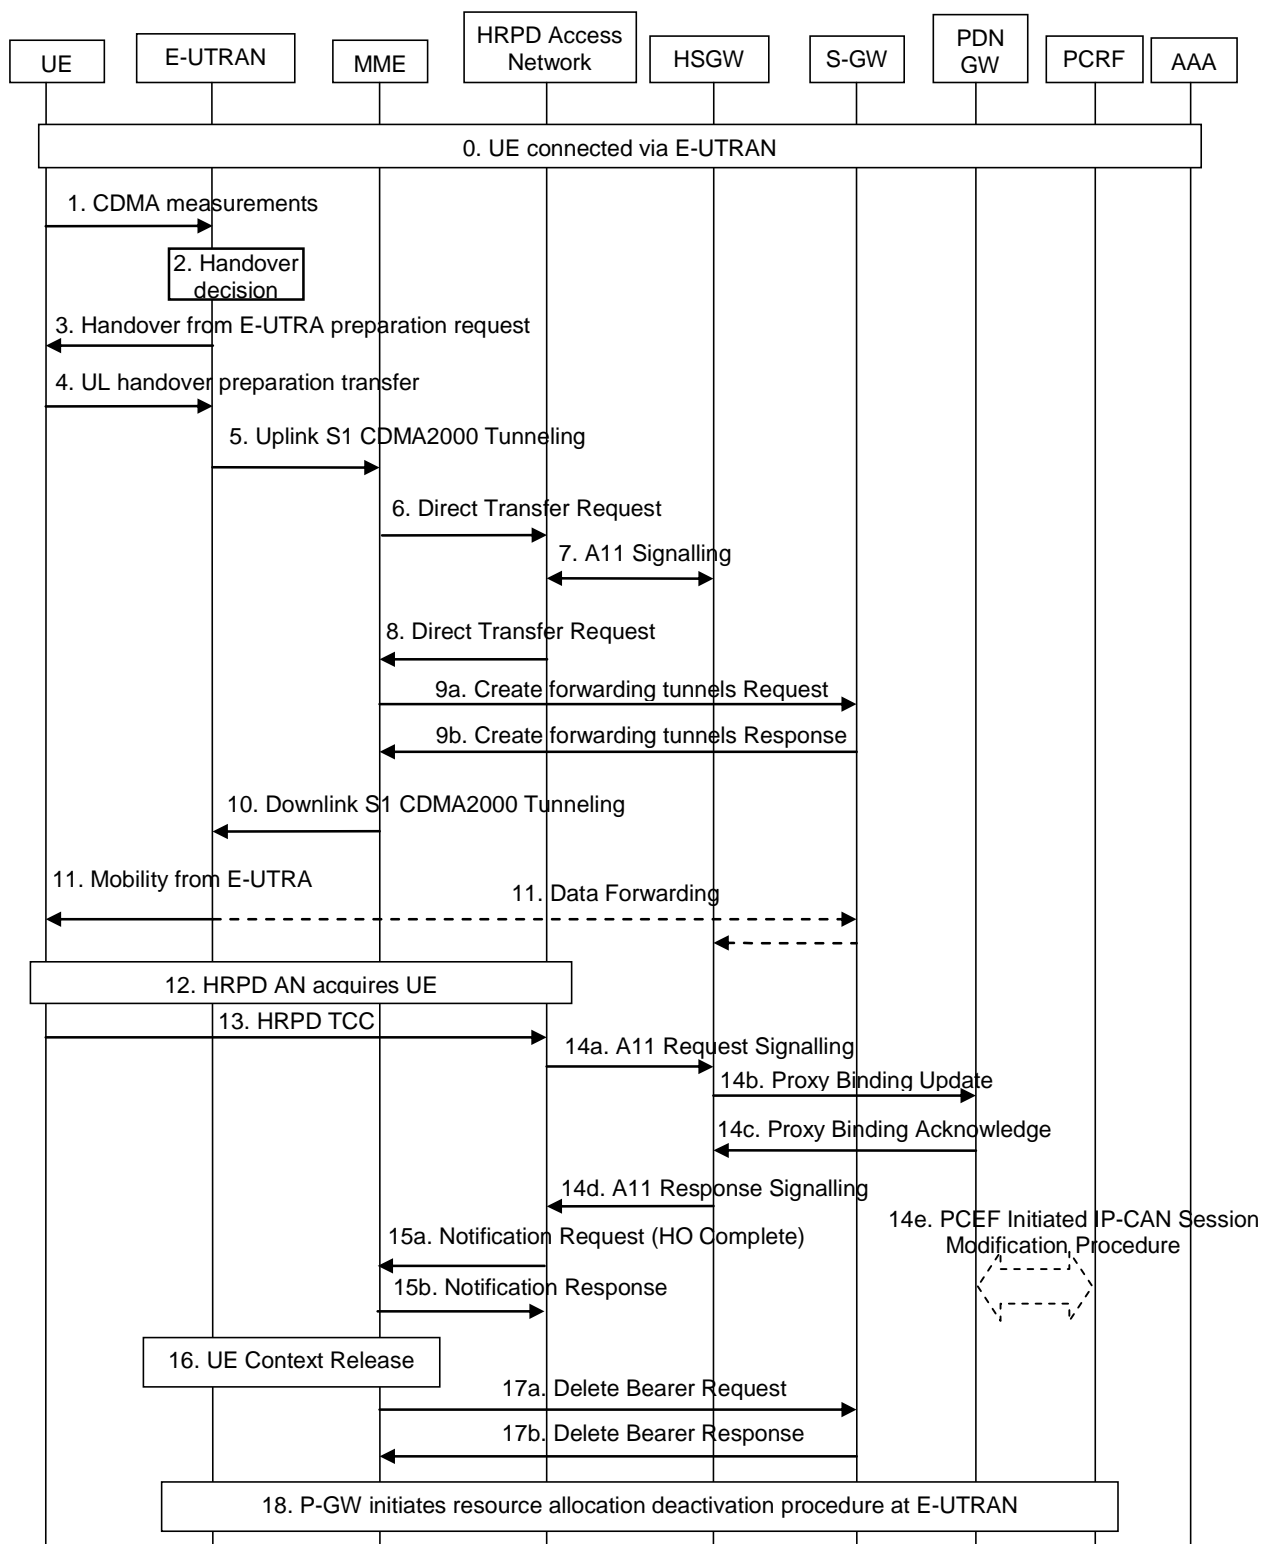 UE
E-UTRAN
MME
HRPD Access
Network
HSGW
S-GW
PDN
GW
PCRF
AAA
0. UE connected via E-UTRAN
1. CDMA measurements
2. Handover
decision
3. Handover from E-UTRA preparation request
4. UL handover preparation transfer
5. Uplink S1 CDMA2000 Tunneling
6. Direct Transfer Request
7. A11 Signalling
8. Direct Transfer Request
9a. Create forwarding tunnels Request
9b. Create forwarding tunnels Response
10. Downlink S1 CDMA2000 Tunneling
11. Mobility from E-UTRA
11. Data Forwarding
12. HRPD AN acquires UE
13. HRPD TCC
14a. A11 Request Signalling
14b. Proxy Binding Update
14c. Proxy Binding Acknowledge
14d. A11 Response Signalling
14e. PCEF Initiated IP-CAN Session
Modification Procedure
15a. Notification Request (HO Complete)
15b. Notification Response
16. UE Context Release
17a. Delete Bearer Request
17b. Delete Bearer Response
18. P-GW initiates resource allocation deactivation procedure at E-UTRAN